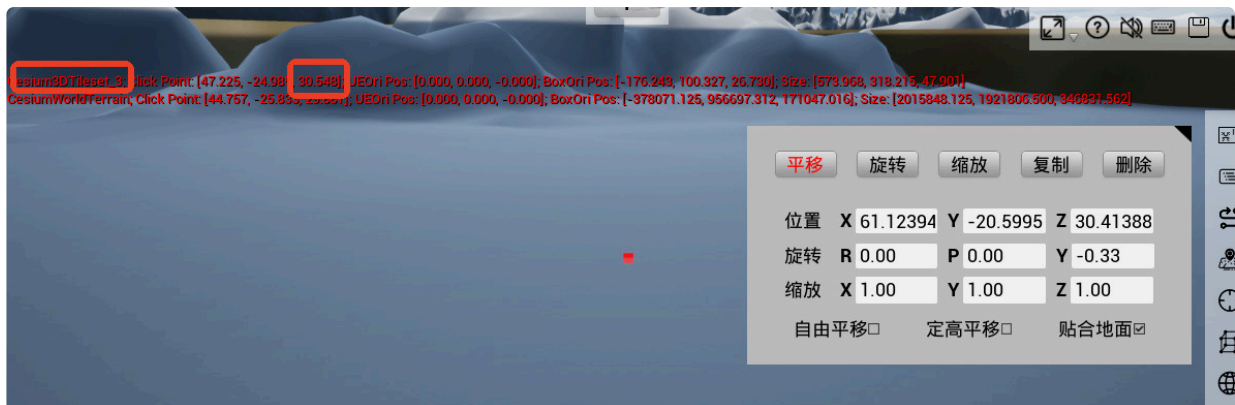 Cesium3DTileset_3; Click Point: [47.225, -24.98, 30.548]; UEOri Pos: [0.000, 0.000, -0.000]; BoxOri Pos: [-176.243, 100.327, 26.730]; Size: [573.968, 318.215, 47.901]
CesiumWorldTerrain; Click Point: [44.757, -25.835, UEOri Pos: [0.000, 0.000, -0.000]; BoxOri Pos: [-378071.125, 956697.312, 171047.016]; Size: [2015848.125, 1921806.500, 346831.562]
平移 旋转 缩放 复制 删除
位置 X 61.12394 Y -20.5995 Z 30.41388
旋转 R 0.00 P 0.00 Y -0.33
缩放 X 1.00 Y 1.00 Z 1.00
自由平移 定高平移 贴合地面